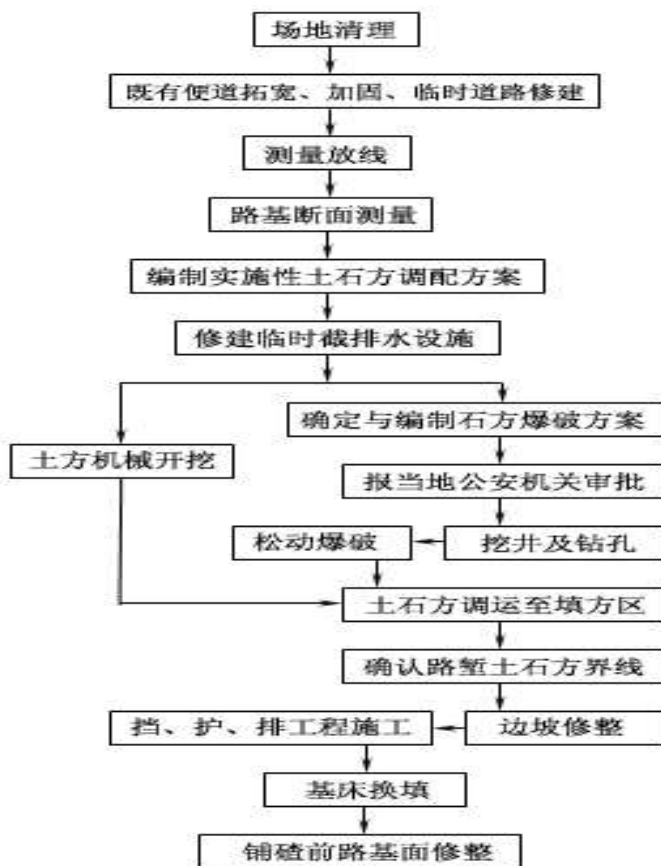 场地清理
既有便道拓宽、加固、临时道路修建
测量放线
路基断面测量
编制实施性土石方调配方案
修建临时截排水设施
确定与编制石方爆破方案
土方机械开挖
报当地公安机关审批
松动爆破
挖井及钻孔
土石方调运至填方区
确认路堑土石方界线
挡、护、排工程施工
边坡修整
基床换填
铺碴前路基面修整